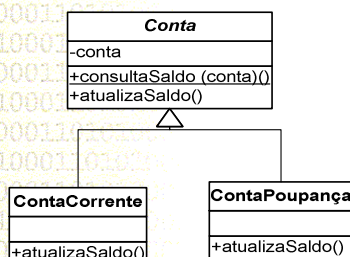 Conta
-conta
+consultaSaldo (conta)()
+atualizaSaldo()
ContaCorrente
+atualizaSaldo()
ContaPoupança
+atualizaSaldo()